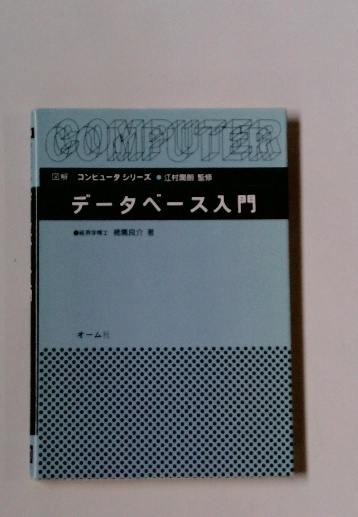 COMPUTER
図解 コンピュータシリーズ ● 江村潤朗 監修
データベース入門
●経済学博士 穂鷹良介 著
オーム社